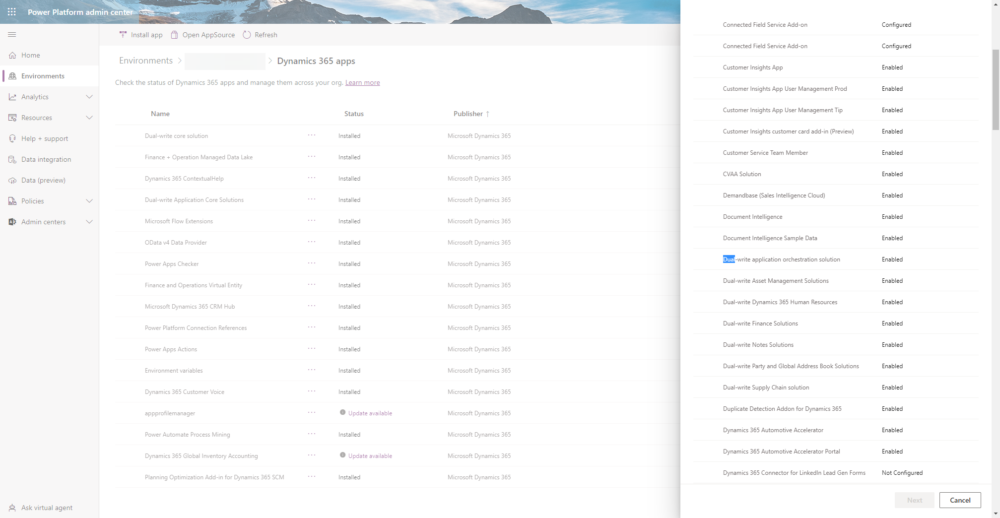 Power Platform admin center
Install app
Open AppSource
Refresh
Home
Environments
Analytics
Resources
Help + support
Data integration
Data (preview)
Policies
Admin centers
Ask virtual agent
Environments > > Dynamics 365 apps
Check the status of Dynamics 365 apps and manage them across your org. Learn more
Name Status Publisher ↑
Dual-write core solution ··· Installed Microsoft Dynamics 365
Finance + Operation Managed Data Lake ··· Installed Microsoft Dynamics 365
Dynamics 365 ContextualHelp ··· Installed Microsoft Dynamics 365
Dual-write Application Core Solutions ··· Installed Microsoft Dynamics 365
Microsoft Flow Extensions ··· Installed Microsoft Dynamics 365
OData v4 Data Provider ··· Installed Microsoft Dynamics 365
Power Apps Checker ··· Installed Microsoft Dynamics 365
Finance and Operations Virtual Entity ··· Installed Microsoft Dynamics 365
Microsoft Dynamics 365 CRM Hub ··· Installed Microsoft Dynamics 365
Power Platform Connection References ··· Installed Microsoft Dynamics 365
Power Apps Actions ··· Installed Microsoft Dynamics 365
Environment variables ··· Installed Microsoft Dynamics 365
Dynamics 365 Customer Voice ··· Installed Microsoft Dynamics 365
appprofilemanager ··· Update available Microsoft Dynamics 365
Power Automate Process Mining ··· Installed Microsoft Dynamics 365
Dynamics 365 Global Inventory Accounting ··· Update available Microsoft Dynamics 365
Planning Optimization Add-in for Dynamics 365 SCM ··· Installed Microsoft Dynamics 365
Connected Field Service Add-on Configured
Connected Field Service Add-on Configured
Customer Insights App Enabled
Customer Insights App User Management Prod Enabled
Customer Insights App User Management Tip Enabled
Customer Insights customer card add-in (Preview) Enabled
Customer Service Team Member Enabled
CVAA Solution Enabled
Demandbase (Sales Intelligence Cloud) Enabled
Document Intelligence Enabled
Document Intelligence Sample Data Enabled
Dual-write application orchestration solution Enabled
Dual-write Asset Management Solutions Enabled
Dual-write Dynamics 365 Human Resources Enabled
Dual-write Finance Solutions Enabled
Dual-write Notes Solutions Enabled
Dual-write Party and Global Address Book Solutions Enabled
Dual-write Supply Chain solution Enabled
Duplicate Detection Addon for Dynamics 365 Enabled
Dynamics 365 Automotive Accelerator Enabled
Dynamics 365 Automotive Accelerator Portal Enabled
Dynamics 365 Connector for LinkedIn Lead Gen Forms Not Configured
Next
Cancel